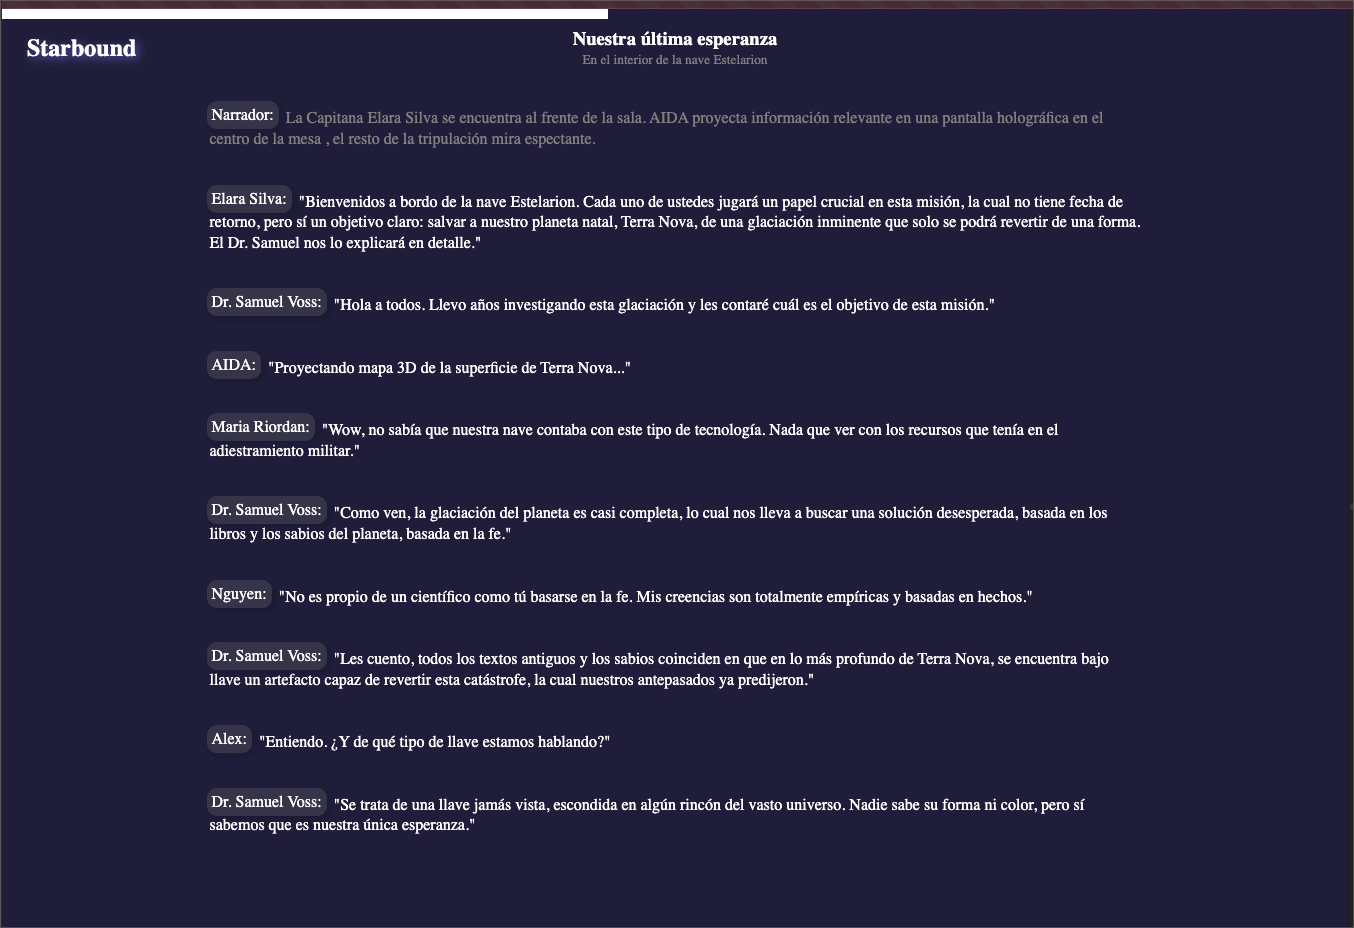 Starbound
Nuestra última esperanza
En el interior de la nave Estelarion
Narrador: La Capitana Elara Silva se encuentra al frente de la sala. AIDA proyecta información relevante en una pantalla holográfica en el
centro de la mesa , el resto de la tripulación mira espectante.
Elara Silva: "Bienvenidos a bordo de la nave Estelarion. Cada uno de ustedes jugará un papel crucial en esta misión, la cual no tiene fecha de
retorno, pero sí un objetivo claro: salvar a nuestro planeta natal, Terra Nova, de una glaciación inminente que solo se podrá revertir de una forma.
El Dr. Samuel nos lo explicará en detalle."
Dr. Samuel Voss: "Hola a todos. Llevo años investigando esta glaciación y les contaré cuál es el objetivo de esta misión."
AIDA: "Proyectando mapa 3D de la superficie de Terra Nova..."
Maria Riordan: "Wow, no sabía que nuestra nave contaba con este tipo de tecnología. Nada que ver con los recursos que tenía en el
adiestramiento militar."
Dr. Samuel Voss: "Como ven, la glaciación del planeta es casi completa, lo cual nos lleva a buscar una solución desesperada, basada en los
libros y los sabios del planeta, basada en la fe."
Nguyen: "No es propio de un científico como tú basarse en la fe. Mis creencias son totalmente empíricas y basadas en hechos."
Dr. Samuel Voss: "Les cuento, todos los textos antiguos y los sabios coinciden en que en lo más profundo de Terra Nova, se encuentra bajo
llave un artefacto capaz de revertir esta catástrofe, la cual nuestros antepasados ya predijeron."
Alex: "Entiendo. ¿Y de qué tipo de llave estamos hablando?"
Dr. Samuel Voss: "Se trata de una llave jamás vista, escondida en algún rincón del vasto universo. Nadie sabe su forma ni color, pero sí
sabemos que es nuestra única esperanza."